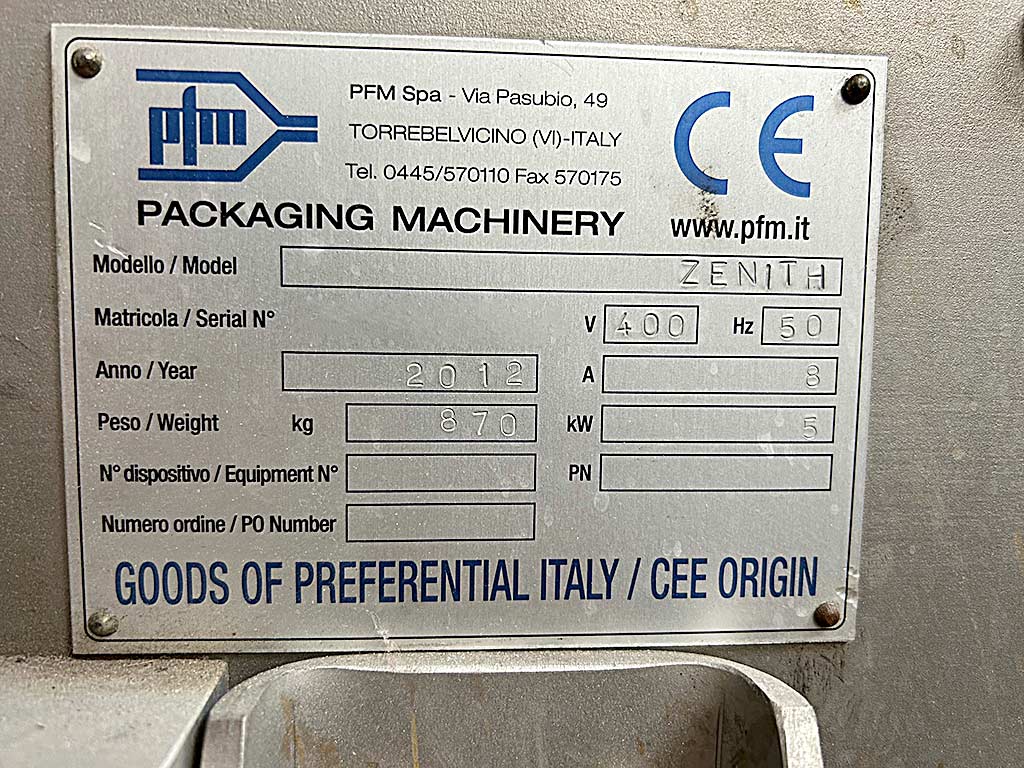 pfm
PFM Spa - Via Pasubio, 49
TORREBELVICINO (VI)-ITALY
Tel. 0445/570110 Fax 570175
CE
PACKAGING MACHINERY www.pfm.it
Modello / Model ZENITH
Matricola / Serial N° V 400 Hz 50
Anno / Year 2012 A 8
Peso / Weight kg 870 kW 5
N° dispositivo / Equipment N° PN
Numero ordine / PO Number
GOODS OF PREFERENTIAL ITALY / CEE ORIGIN